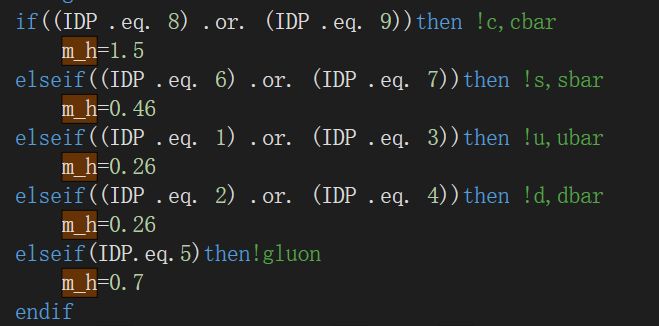 if((IDP .eq. 8) .or. (IDP .eq. 9))then !c,cbar
m_h=1.5
elseif((IDP .eq. 6) .or. (IDP .eq. 7))then !s,sbar
m_h=0.46
elseif((IDP .eq. 1) .or. (IDP .eq. 3))then !u,ubar
m_h=0.26
elseif((IDP .eq. 2) .or. (IDP .eq. 4))then !d,dbar
m_h=0.26
elseif(IDP.eq.5)then!gluon
m_h=0.7
endif